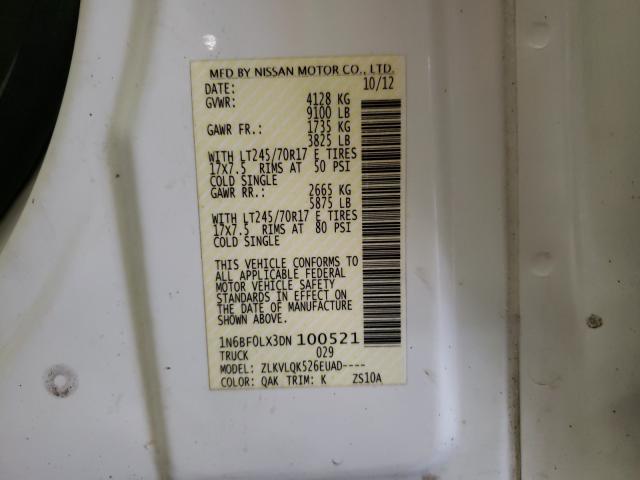 MFD BY NISSAN MOTOR CO., LTD.
DATE: 10/12
GVWR: 4128 KG
9100 LB
GAWR FR.: 1735 KG
3825 LB
WITH LT245/70R17 E TIRES
17X7.5 RIMS AT 50 PSI
COLD SINGLE
GAWR RR.: 2665 KG
5875 LB
WITH LT245/70R17 E TIRES
17X7.5 RIMS AT 80 PSI
COLD SINGLE
THIS VEHICLE CONFORMS TO
ALL APPLICABLE FEDERAL
MOTOR VEHICLE SAFETY
STANDARDS IN EFFECT ON
THE DATE OF MANUFACTURE
SHOWN ABOVE.
1N6BF0LX3DN 100521
TRUCK 029
MODEL: ZLKVLQK526EUAD----
COLOR: QAK TRIM: K ZS10A